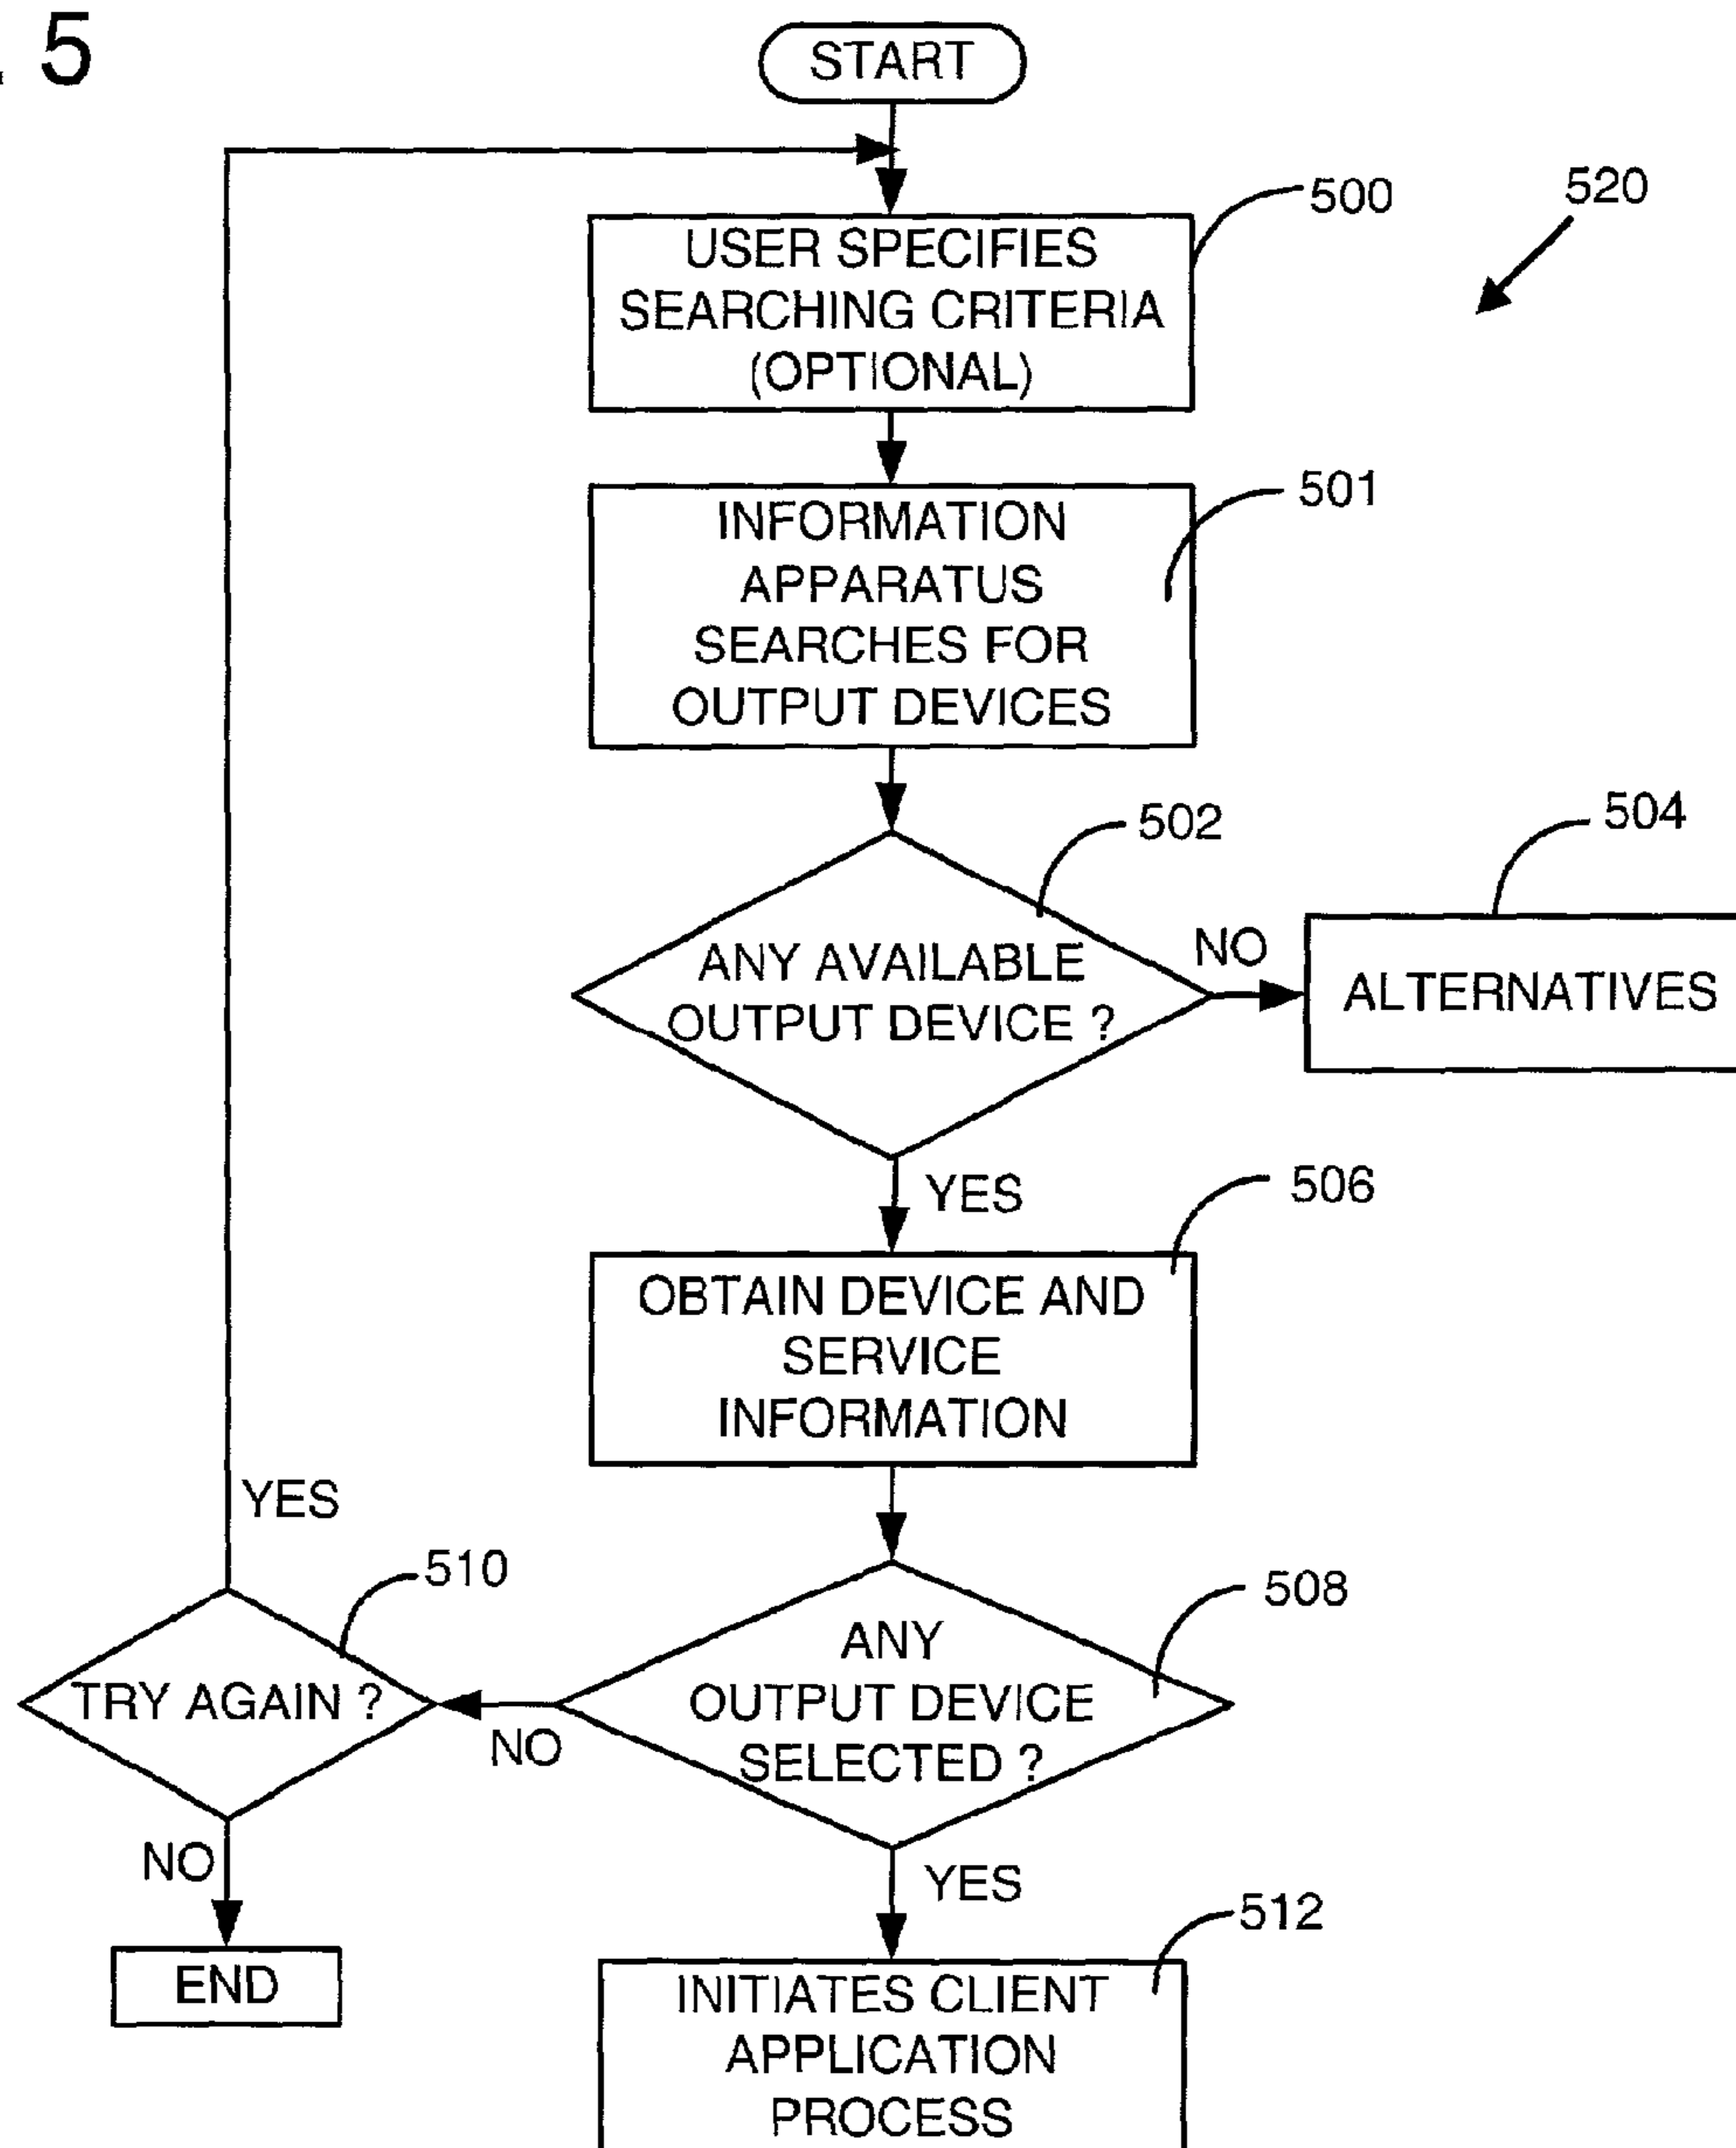 5
START
500
520
USER SPECIFIES
SEARCHING CRITERIA
(OPTIONAL)
501
INFORMATION
APPARATUS
SEARCHES FOR
OUTPUT DEVICES
502
504
ANY AVAILABLE
OUTPUT DEVICE ?
NO
ALTERNATIVES
YES
506
OBTAIN DEVICE AND
SERVICE
INFORMATION
YES
510
508
TRY AGAIN ?
NO
ANY
OUTPUT DEVICE
SELECTED ?
NO
YES
512
END
INITIATES CLIENT
APPLICATION
PROCESS